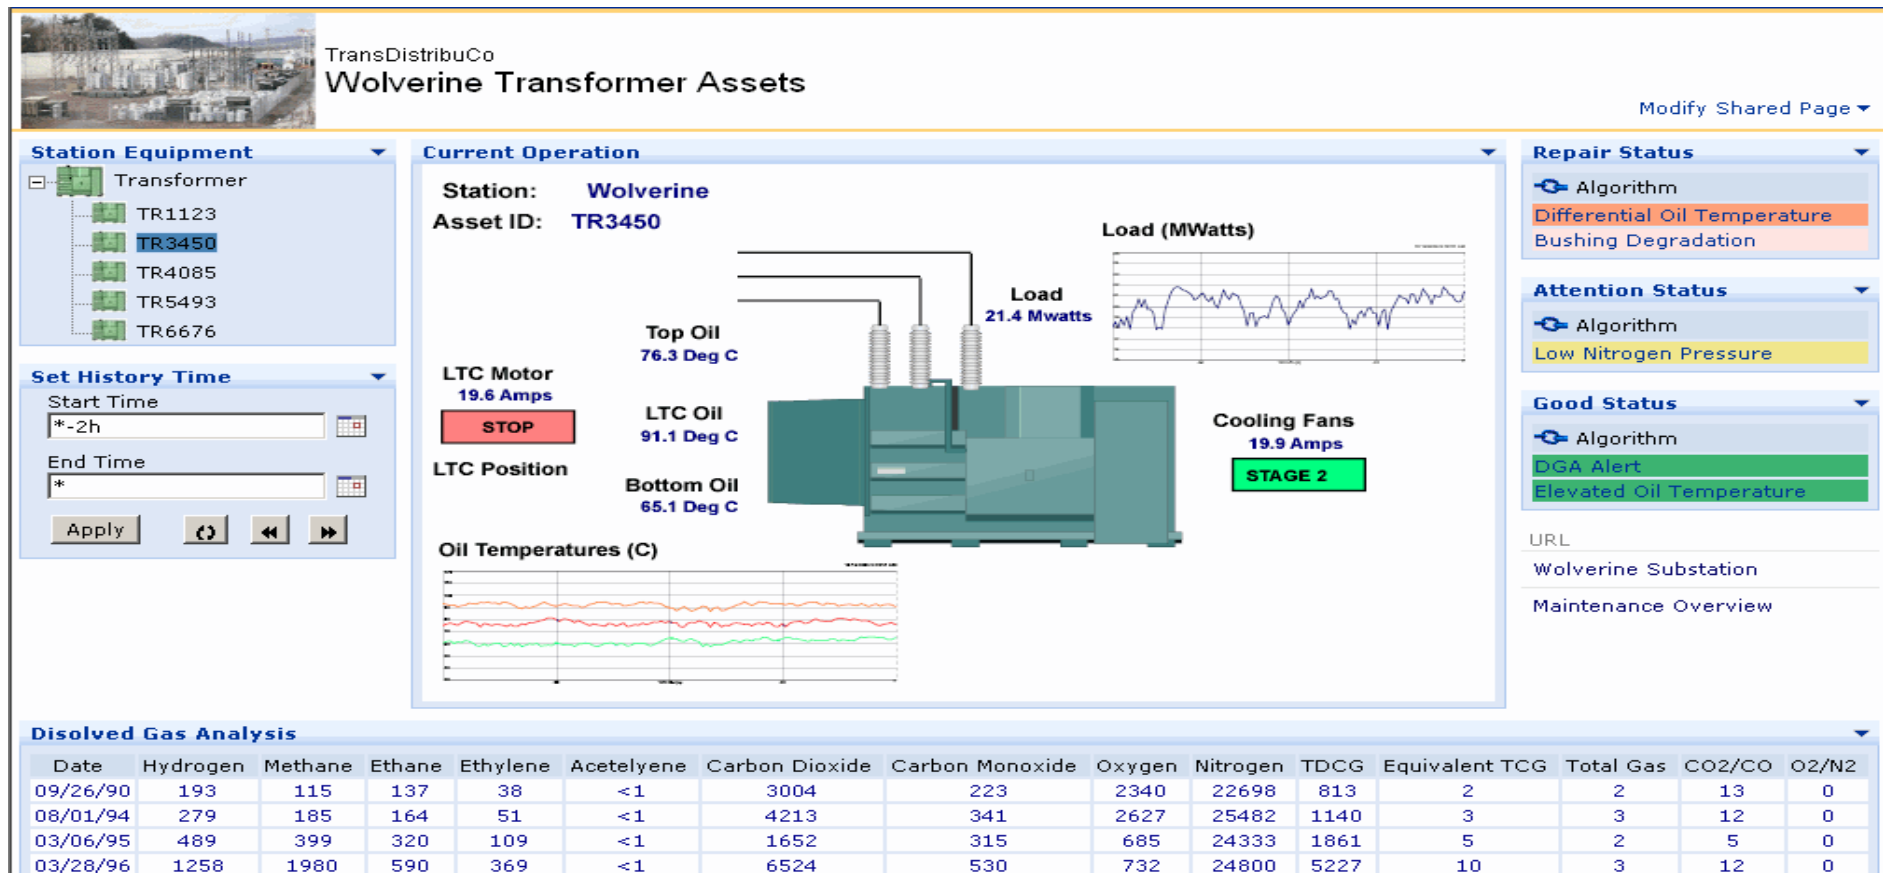 TransDistribuCo
Wolverine Transformer Assets
Modify Shared Page
Station Equipment
Transformer
TR1123
TR3450
TR4085
TR5493
TR6676
Set History Time
Start Time
*-2h
End Time
*
Apply
Current Operation
Station: Wolverine
Asset ID: TR3450
Load (MWatts)
Load
21.4 Mwatts
Top Oil
76.3 Deg C
LTC Motor
19.6 Amps
STOP
LTC Oil
91.1 Deg C
LTC Position
Bottom Oil
65.1 Deg C
Cooling Fans
19.9 Amps
STAGE 2
Oil Temperatures (C)
Repair Status
Algorithm
Differential Oil Temperature
Bushing Degradation
Attention Status
Algorithm
Low Nitrogen Pressure
Good Status
Algorithm
DGA Alert
Elevated Oil Temperature
URL
Wolverine Substation
Maintenance Overview
Disolved Gas Analysis
Date Hydrogen Methane Ethane Ethylene Acetelyene Carbon Dioxide Carbon Monoxide Oxygen Nitrogen TDCG Equivalent TCG Total Gas CO2/CO O2/N2
09/26/90 193 115 137 38 <1 3004 223 2340 22698 813 2 2 13 0
08/01/94 279 185 164 51 <1 4213 341 2627 25482 1140 3 3 12 0
03/06/95 489 399 320 109 <1 1652 315 685 24333 1861 5 2 5 0
03/28/96 1258 1980 590 369 <1 6524 530 732 24800 5227 10 3 12 0